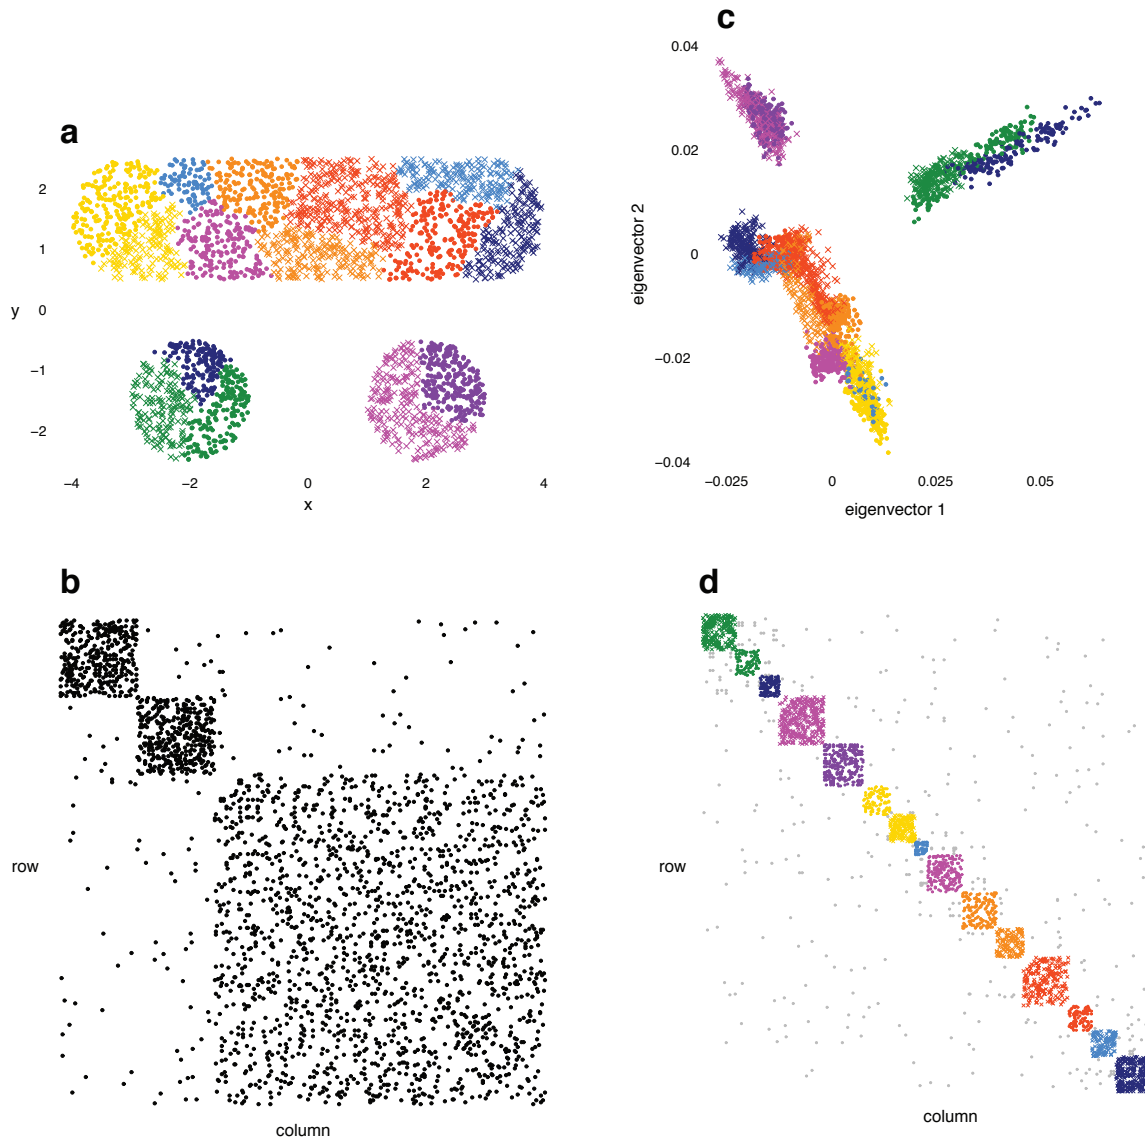 a
2
1
y 0
−1
−2
−4 −2 0 2 4
x
c
0.04
0.02
eigenvector 2
0
−0.02
−0.04
−0.025 0 0.025 0.05
eigenvector 1
b
row
column
d
row
column